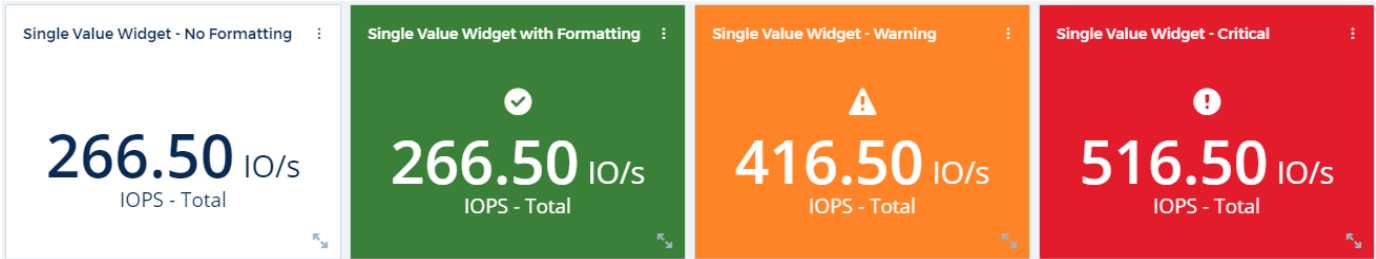 Single Value Widget - No Formatting
266.50 IO/s
IOPS - Total
Single Value Widget with Formatting
266.50 IO/s
IOPS - Total
Single Value Widget - Warning
416.50 IO/s
IOPS - Total
Single Value Widget - Critical
516.50 IO/s
IOPS - Total